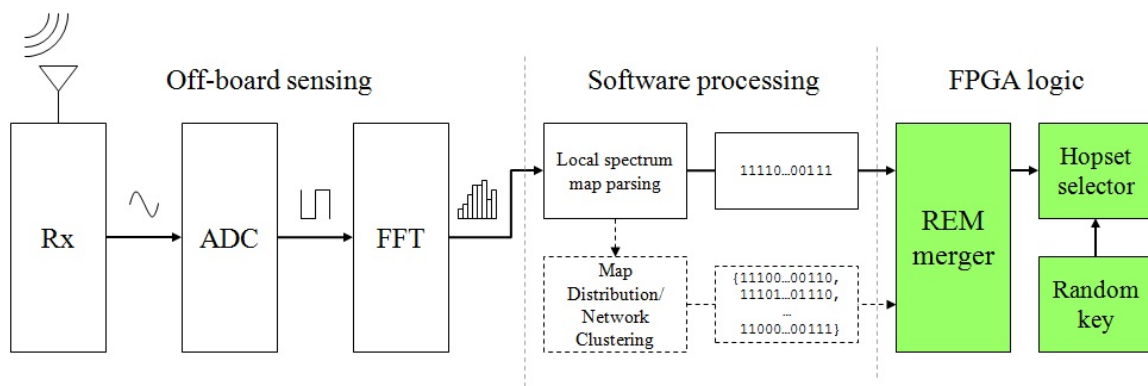 Off-board sensing
Software processing
FPGA logic
Rx
ADC
FFT
Local spectrum
map parsing
11110…00111
REM
merger
Hopset
selector
Map
Distribution/
Network
Clustering
{11100…00110,
11101…01110,
…
11000…00111}
Random
key